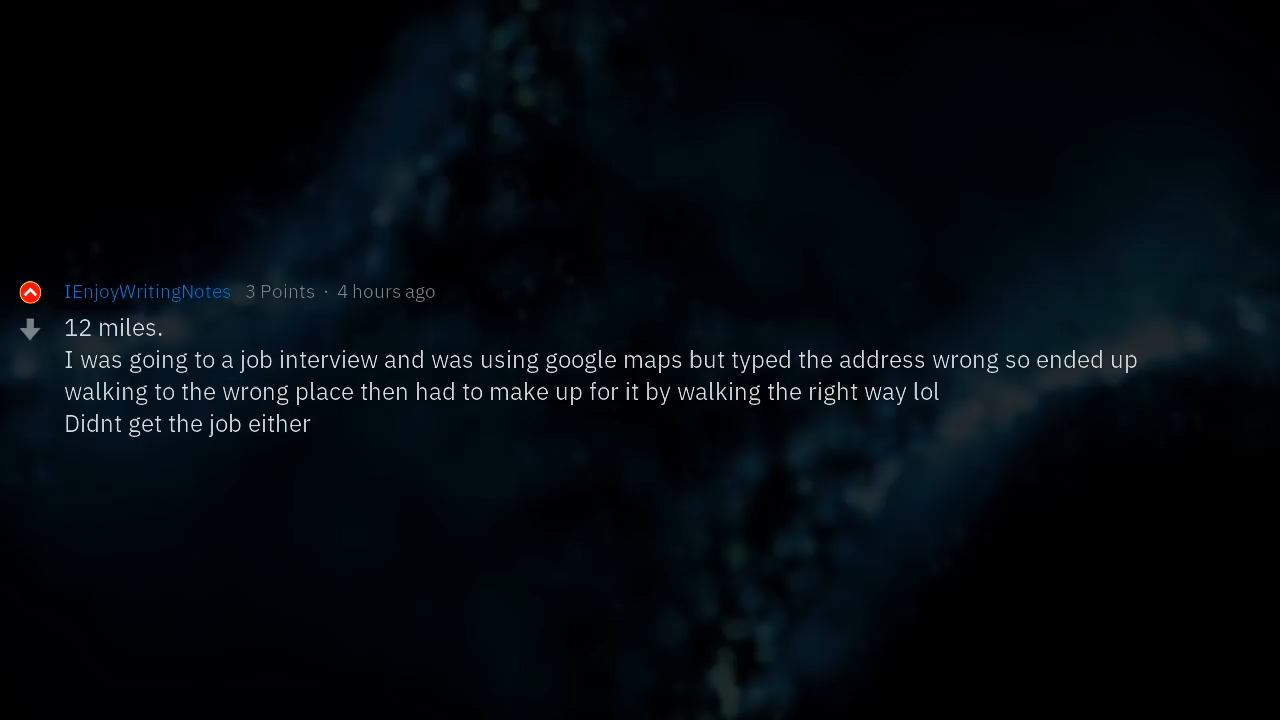 IEnjoyWritingNotes 3 Points · 4 hours ago
12 miles.
I was going to a job interview and was using google maps but typed the address wrong so ended up
walking to the wrong place then had to make up for it by walking the right way lol
Didnt get the job either